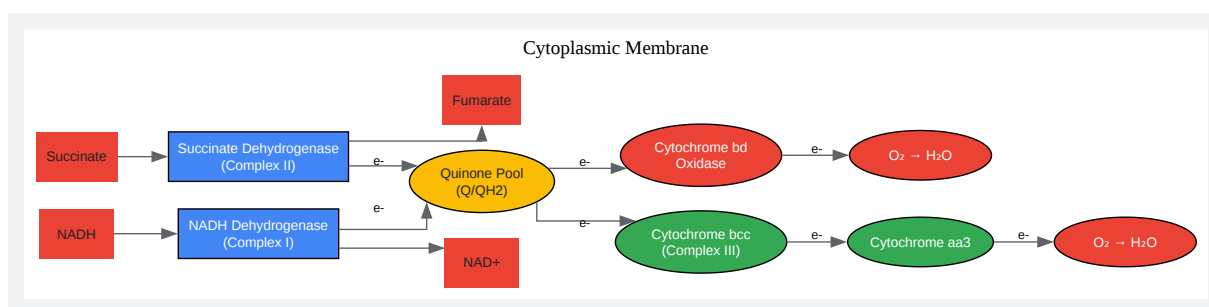 Cytoplasmic Membrane
Fumarate
Succinate
Succinate Dehydrogenase
(Complex II)
e-
Quinone Pool
(Q/QH2)
e-
Cytochrome bd
Oxidase
e-
O₂ → H₂O
NADH
NADH Dehydrogenase
(Complex I)
e-
NAD+
e-
Cytochrome bcc
(Complex III)
e-
Cytochrome aa3
e-
O₂ → H₂O